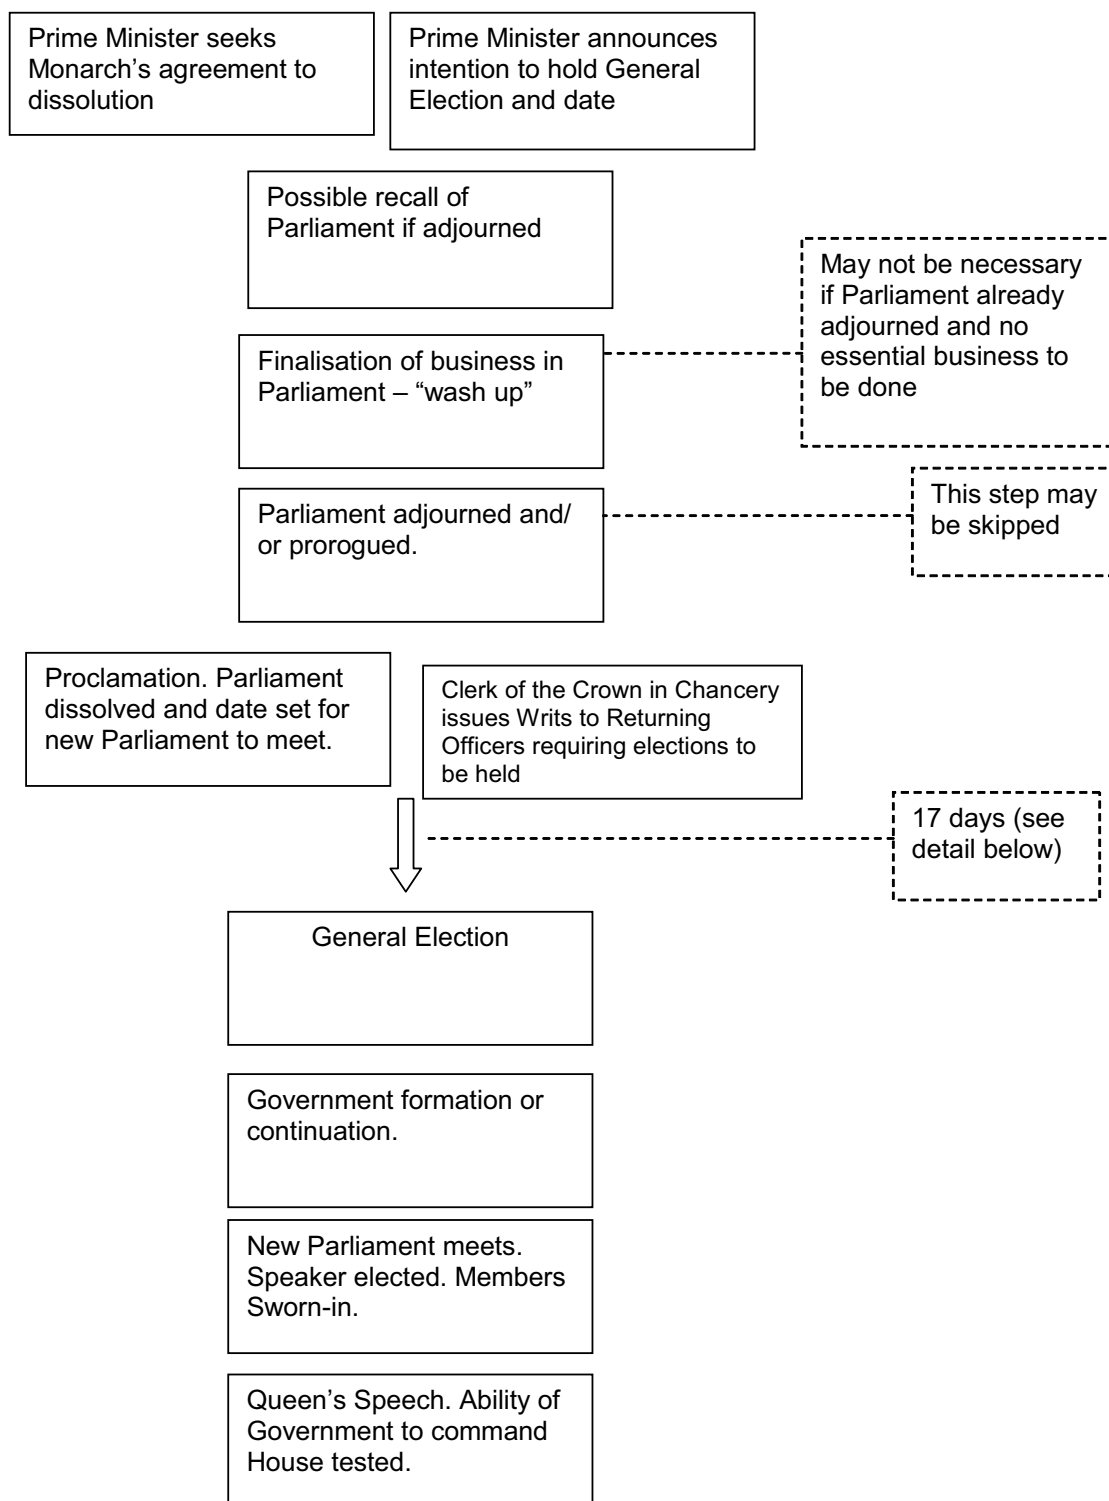 Prime Minister seeks
Monarch’s agreement to
dissolution
Prime Minister announces
intention to hold General
Election and date
Possible recall of
Parliament if adjourned
May not be necessary
if Parliament already
adjourned and no
essential business to
be done
Finalisation of business in
Parliament – “wash up”
This step may
be skipped
Parliament adjourned and/
or prorogued.
Proclamation. Parliament
dissolved and date set for
new Parliament to meet.
Clerk of the Crown in Chancery
issues Writs to Returning
Officers requiring elections to
be held
17 days (see
detail below)
General Election
Government formation or
continuation.
New Parliament meets.
Speaker elected. Members
Sworn-in.
Queen’s Speech. Ability of
Government to command
House tested.